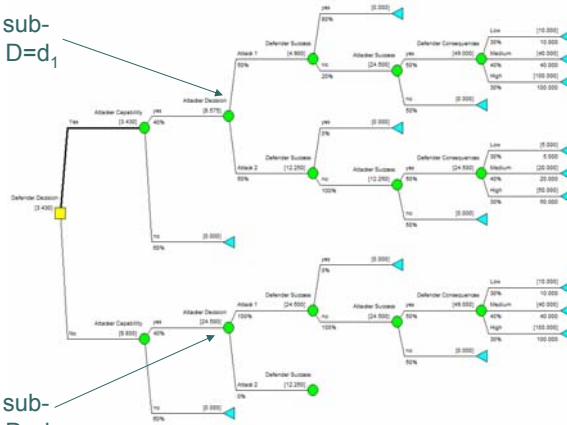 sub-
D=d1
Defender Decision
[3.430]
Yes
Attacker Capability
[3.430]
yes
40%
Attacker Decision
[8.575]
Attack 1
50%
Defender Success
[4.900]
yes
80%
[0.000]
no
20%
Attacker Success
[24.500]
yes
50%
Defender Consequences
[49.000]
Low
[10.000]
30%
10.000
Medium
[40.000]
40%
40.000
High
[100.000]
30%
100.000
no
50%
[0.000]
Attack 2
50%
Defender Success
[12.250]
yes
0%
[0.000]
no
100%
Attacker Success
[12.250]
yes
50%
Defender Consequences
[24.500]
Low
[5.000]
30%
5.000
Medium
[20.000]
40%
20.000
High
[50.000]
30%
50.000
no
50%
[0.000]
no
60%
[0.000]
No
Attacker Capability
[9.800]
yes
40%
Attacker Decision
[24.500]
Attack 1
100%
Defender Success
[24.500]
yes
0%
[0.000]
no
100%
Attacker Success
[24.500]
yes
50%
Defender Consequences
[49.000]
Low
[10.000]
30%
10.000
Medium
[40.000]
40%
40.000
High
[100.000]
30%
100.000
no
50%
[0.000]
Attack 2
0%
Defender Success
[12.250]
no
60%
[0.000]
sub-